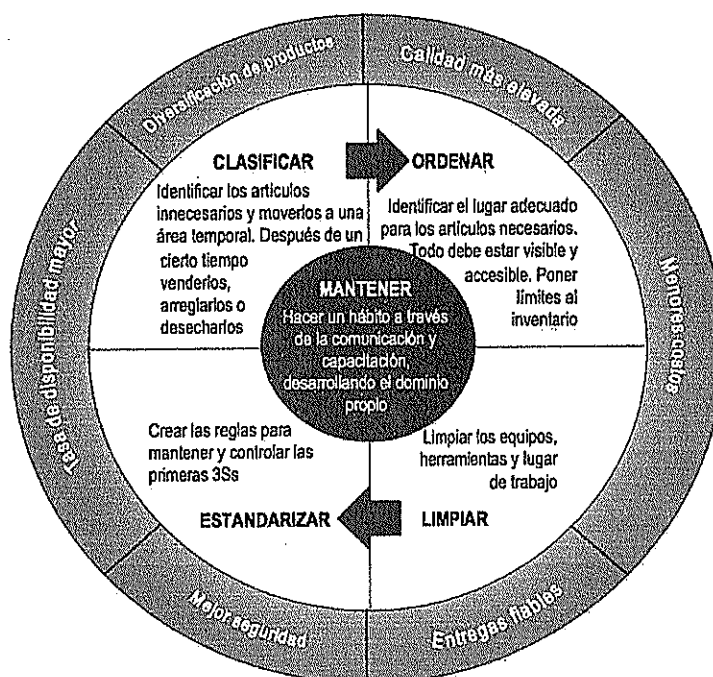 Diversificación de productos
Calidad más elevada
CLASIFICAR
Identificar los artículos
innecesarios y moverlos a una
área temporal. Después de un
cierto tiempo
venderlos,
arreglarlos o
desecharlos
ORDENAR
Identificar el lugar adecuado
para los artículos necesarios.
Todo debe estar visible y
accesible. Poner
límites al
inventario
Tasa de disponibilidad mayor
Menores costos
MANTENER
Hacer un hábito a través
de la comunicación y
capacitación,
desarrollando el dominio
propio
Crear las reglas para
mantener y controlar las
primeras 3Ss
ESTANDARIZAR
Limpiar los equipos,
herramientas y lugar
de trabajo
LIMPIAR
Mejor seguridad
Entregas fiables